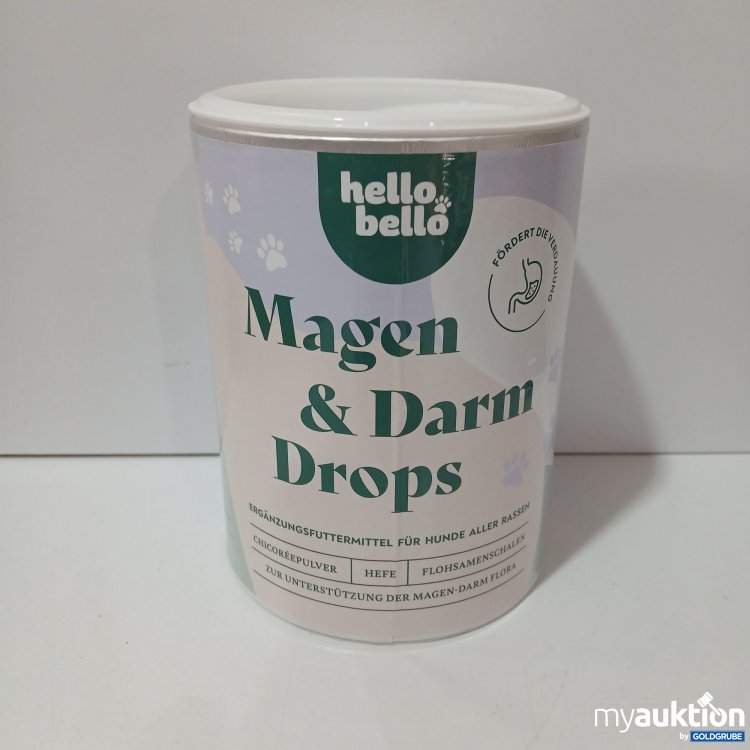 hello
bello
FÖRDERT DIE VERDAUUNG
Magen
& Darm
Drops
ERGÄNZUNGSFUTTERMITTEL FÜR HUNDE ALLER RASSEN
CHICORÉEPULVER HEFE FLOHSAMENSCHALEN
ZUR UNTERSTÜTZUNG DER MAGEN-DARM FLORA
myauktion
by GOLDGRUBE